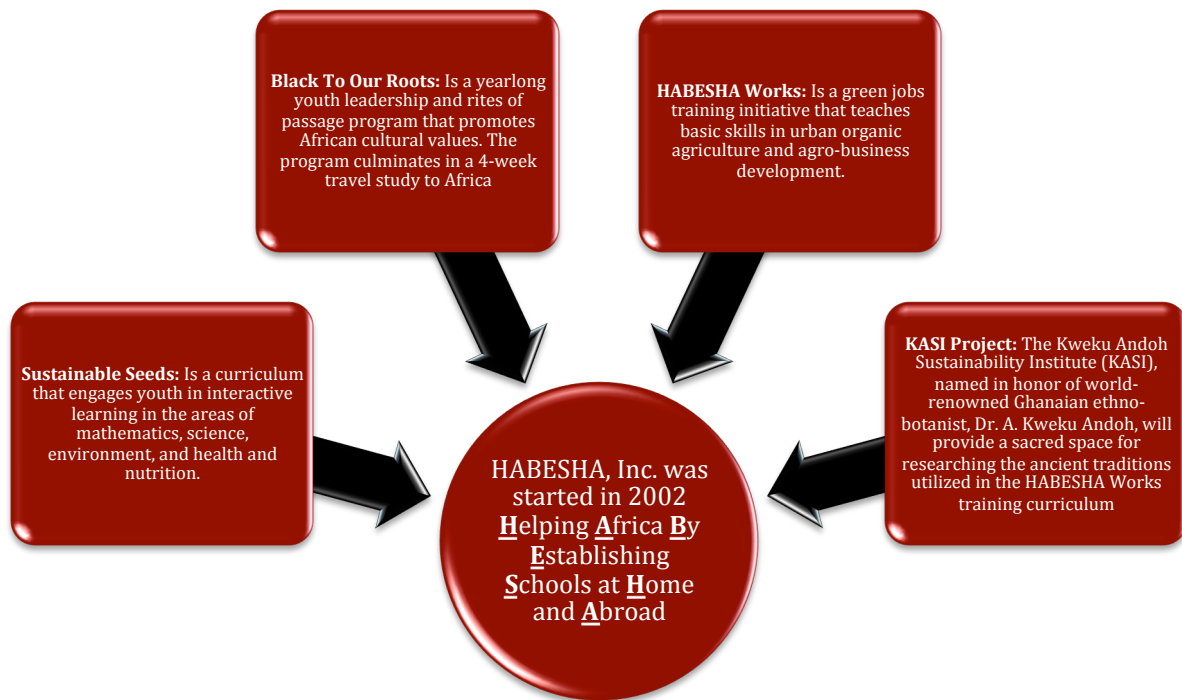 Black To Our Roots: Is a yearlong
youth leadership and rites of
passage program that promotes
African cultural values. The
program culminates in a 4-week
travel study to Africa
HABESHA Works: Is a green jobs
training initiative that teaches
basic skills in urban organic
agriculture and agro-business
development.
Sustainable Seeds: Is a curriculum
that engages youth in interactive
learning in the areas of
mathematics, science,
environment, and health and
nutrition.
KASI Project: The Kweku Andoh
Sustainability Institute (KASI),
named in honor of world-
renowned Ghanaian ethno-
botanist, Dr. A. Kweku Andoh, will
provide a sacred space for
researching the ancient traditions
utilized in the HABESHA Works
training curriculum
HABESHA, Inc. was
started in 2002
Helping Africa By
Establishing
Schools at Home
and Abroad